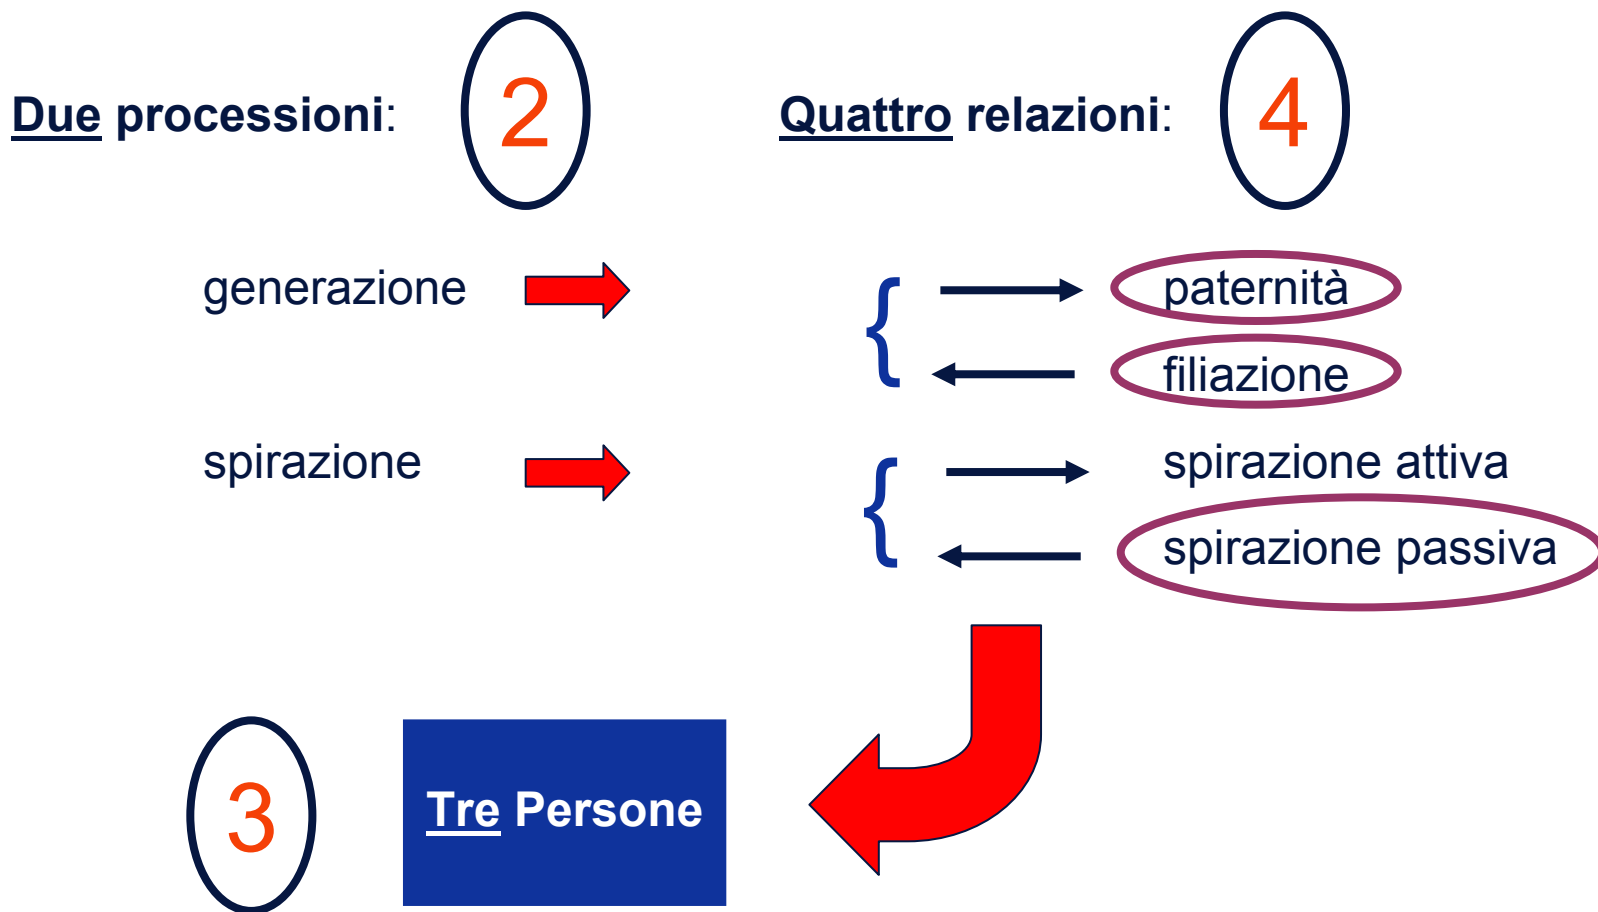 Due processioni:
2
Quattro relazioni:
4
generazione
{
paternità
filiazione
spirazione
{
spirazione attiva
spirazione passiva
3
Tre Persone